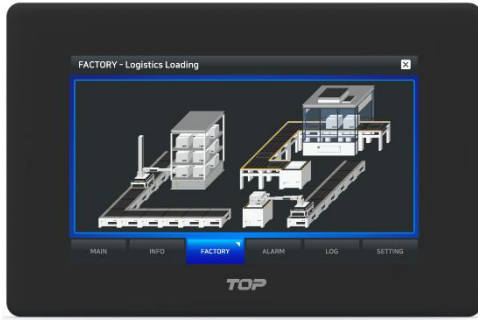 FACTORY - Logistics Loading
MAIN INFO FACTORY ALARM LOG SETTING
TOP